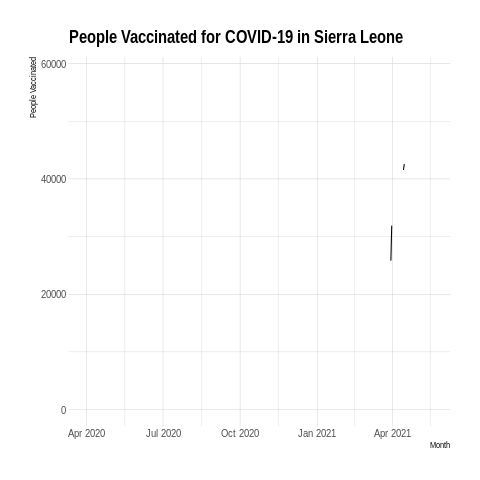 People Vaccinated for COVID-19 in Sierra Leone
People Vaccinated
60000
40000
20000
0
Apr 2020 Jul 2020 Oct 2020 Jan 2021 Apr 2021
Month